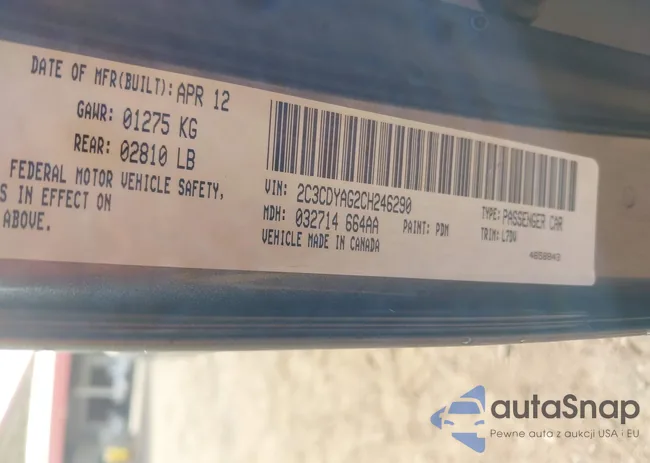 DATE OF MFR(BUILT): APR 12
GAWR: 01275 KG
REAR: 02810 LB
FEDERAL MOTOR VEHICLE SAFETY,
S IN EFFECT ON
ABOVE.
VIN: 2C3CDYAG2CH246290
MDH: 032714 664AA PAINT: PDM
VEHICLE MADE IN CANADA
TYPE: PASSENGER CAR
TRIM: L7DV
autaSnap
Pewne auta z aukcji USA i EU